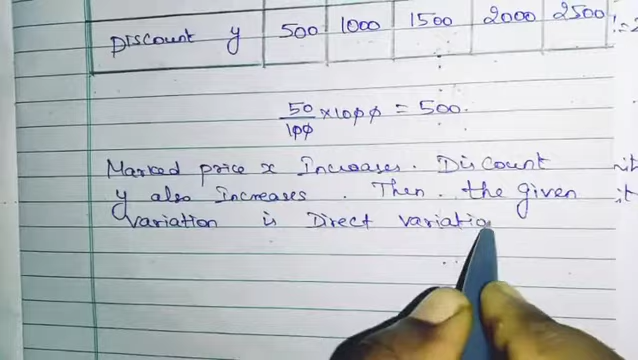 Discount y 500 1000 1500 2000 2500
50/100 × 1000 = 500.
Marked price x Increases. Discount
y also Increases. Then. the given
variation is Direct variatio